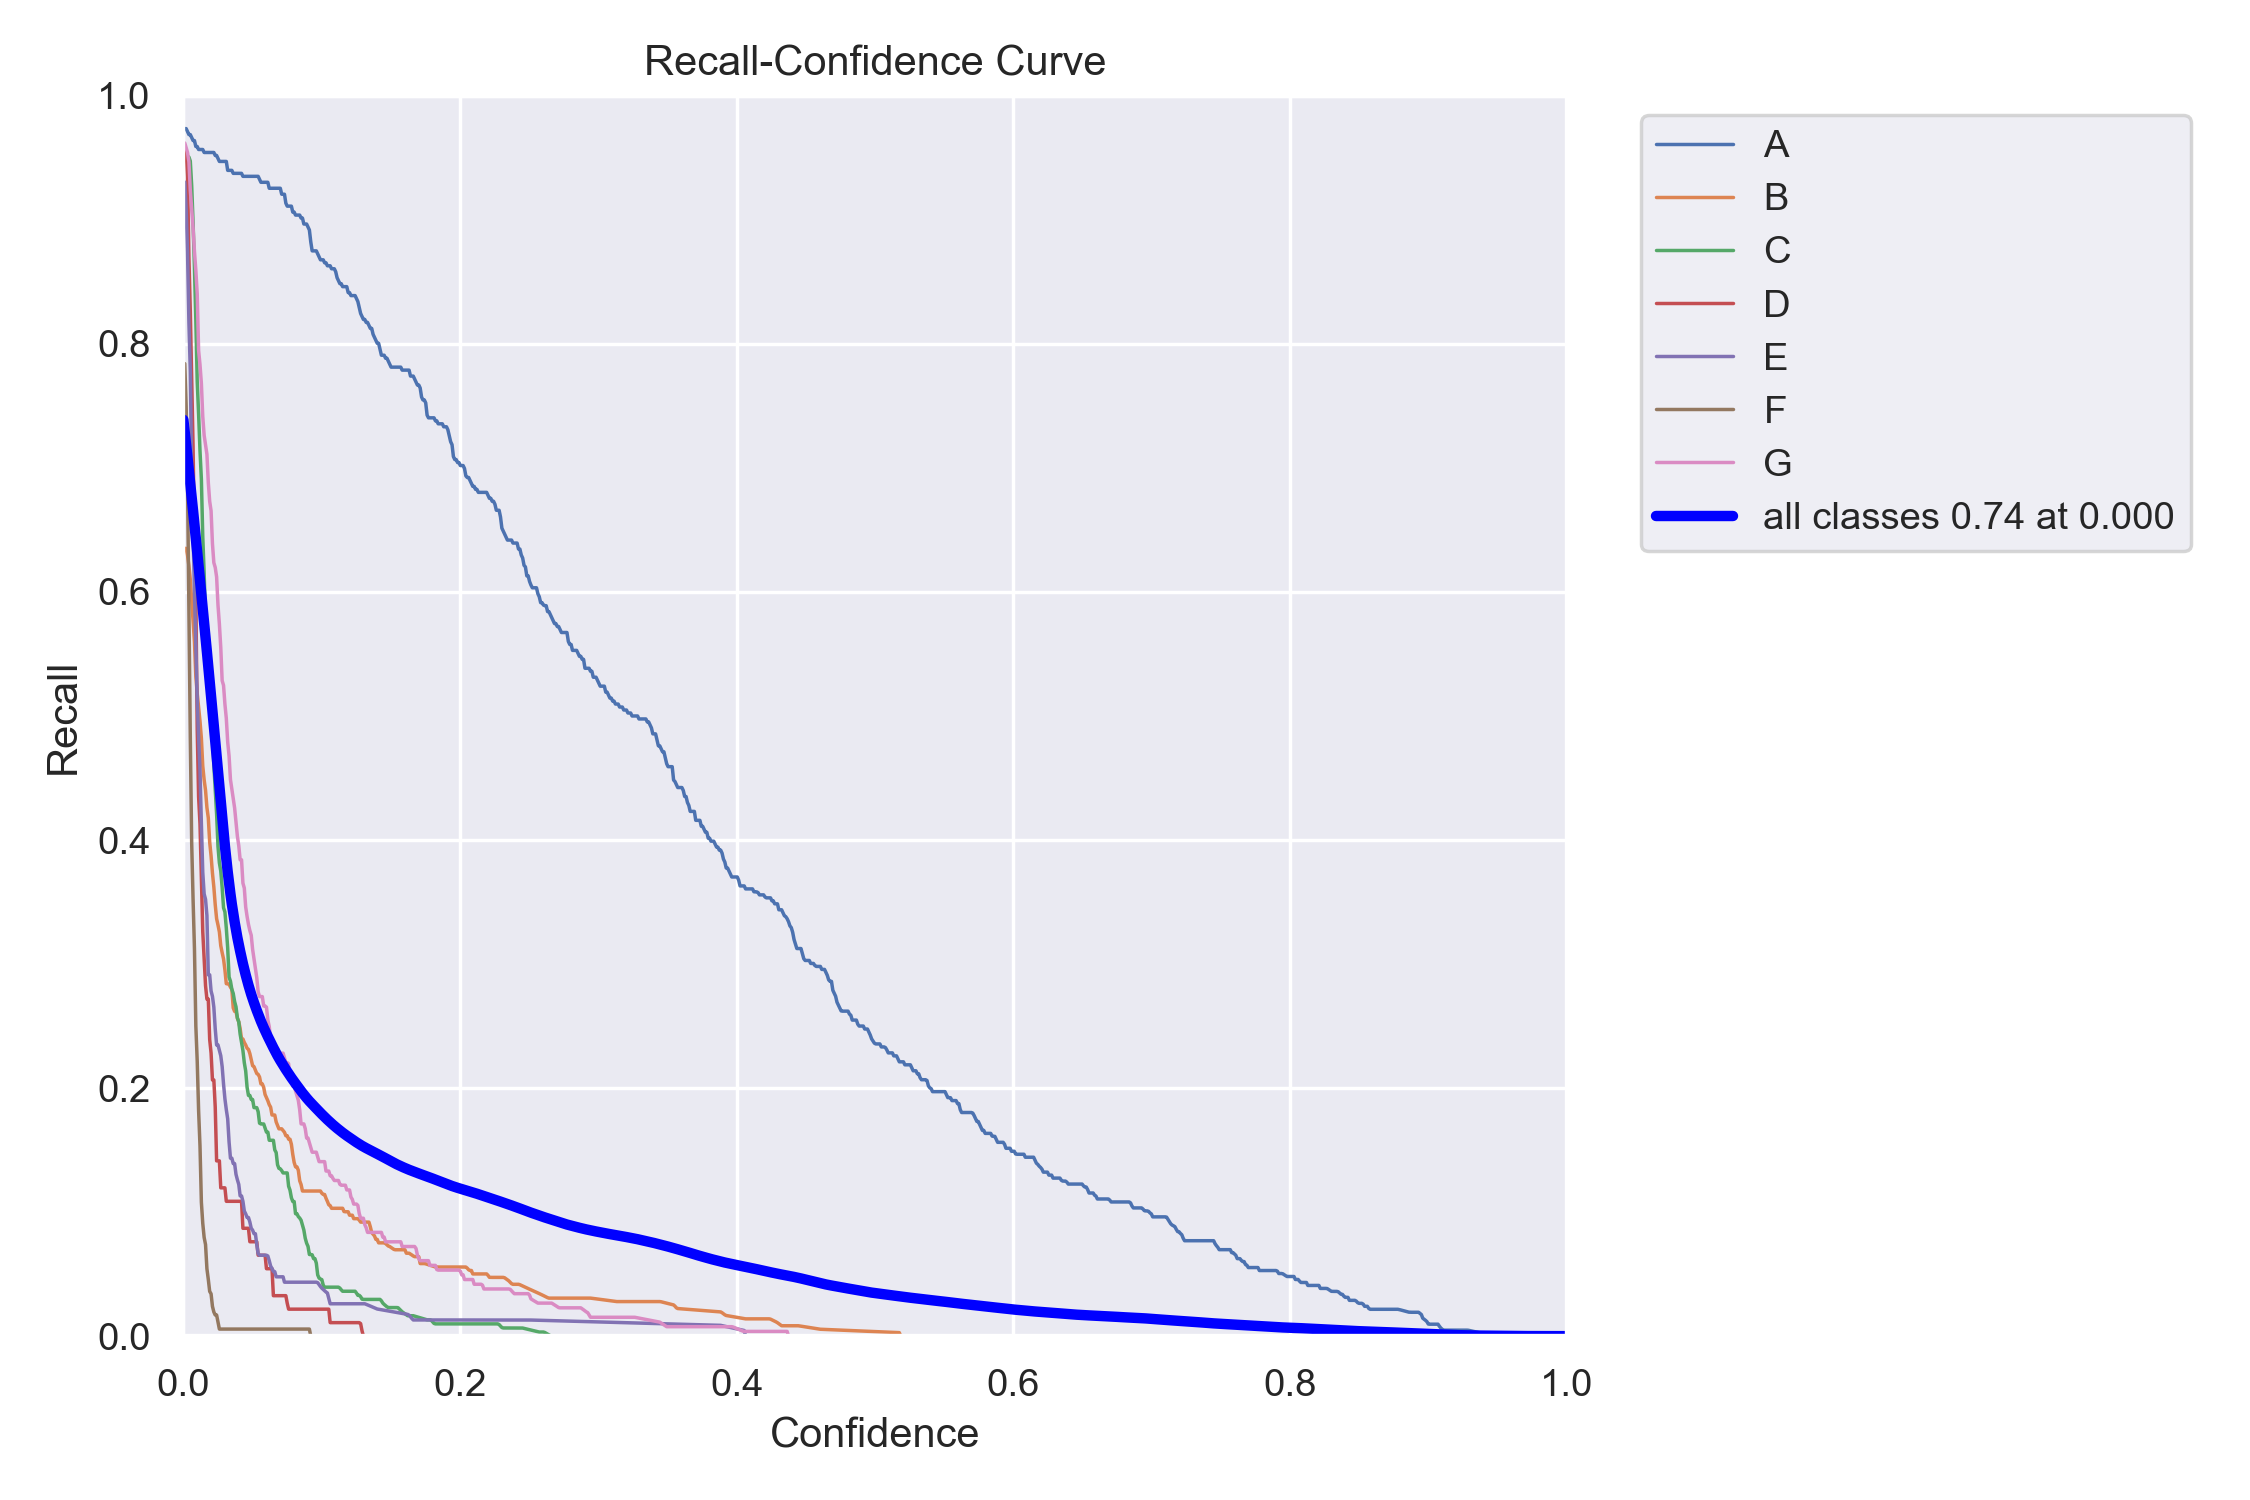 Recall-Confidence Curve
1.0
0.8
0.6
0.4
0.2
0.0
Recall
0.0 0.2 0.4 0.6 0.8 1.0
Confidence
A
B
C
D
E
F
G
all classes 0.74 at 0.000